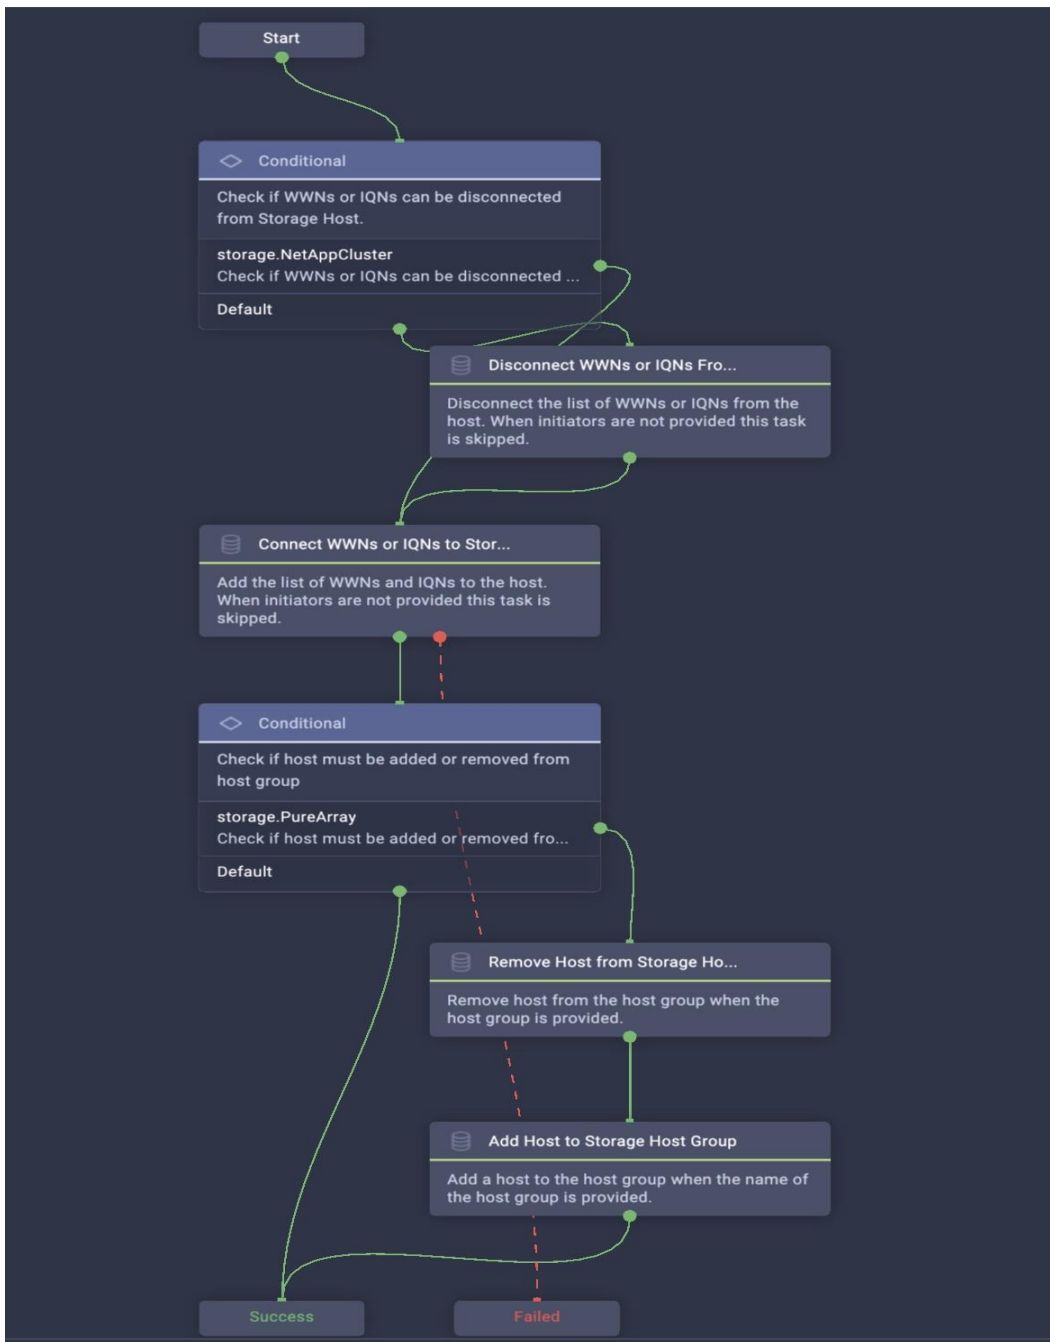 Start
Conditional
Check if WWNs or IQNs can be disconnected
from Storage Host.
storage.NetAppCluster
Check if WWNs or IQNs can be disconnected ...
Default
Disconnect WWNs or IQNs Fro...
Disconnect the list of WWNs or IQNs from the
host. When initiators are not provided this task
is skipped.
Connect WWNs or IQNs to Stor...
Add the list of WWNs and IQNs to the host.
When initiators are not provided this task is
skipped.
Conditional
Check if host must be added or removed from
host group
storage.PureArray
Check if host must be added or removed fro...
Default
Remove Host from Storage Ho...
Remove host from the host group when the
host group is provided.
Add Host to Storage Host Group
Add a host to the host group when the name of
the host group is provided.
Success
Failed